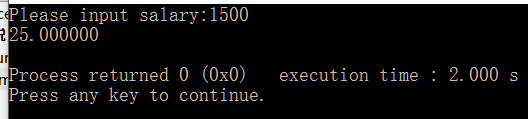 Please input salary:1500
25.000000
Process returned 0 (0x0)   execution time : 2.000 s
Press any key to continue.